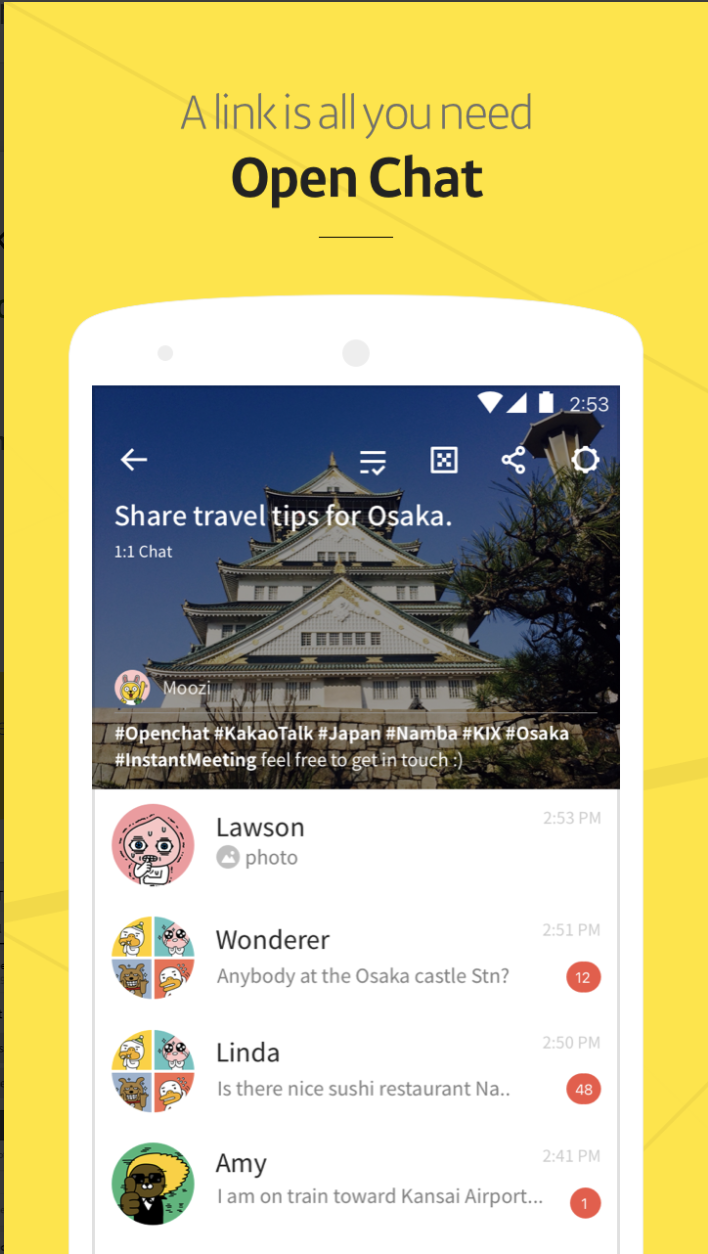 A link is all you need
Open Chat
2:53
Share travel tips for Osaka.
1:1 Chat
Moozi
#Openchat #KakaoTalk #Japan #Namba #KIX #Osaka
#InstantMeeting feel free to get in touch :)
Lawson
2:53 PM
photo
Wonderer
2:51 PM
Anybody at the Osaka castle Stn?
12
Linda
2:50 PM
Is there nice sushi restaurant Na..
48
Amy
2:41 PM
I am on train toward Kansai Airport...
1